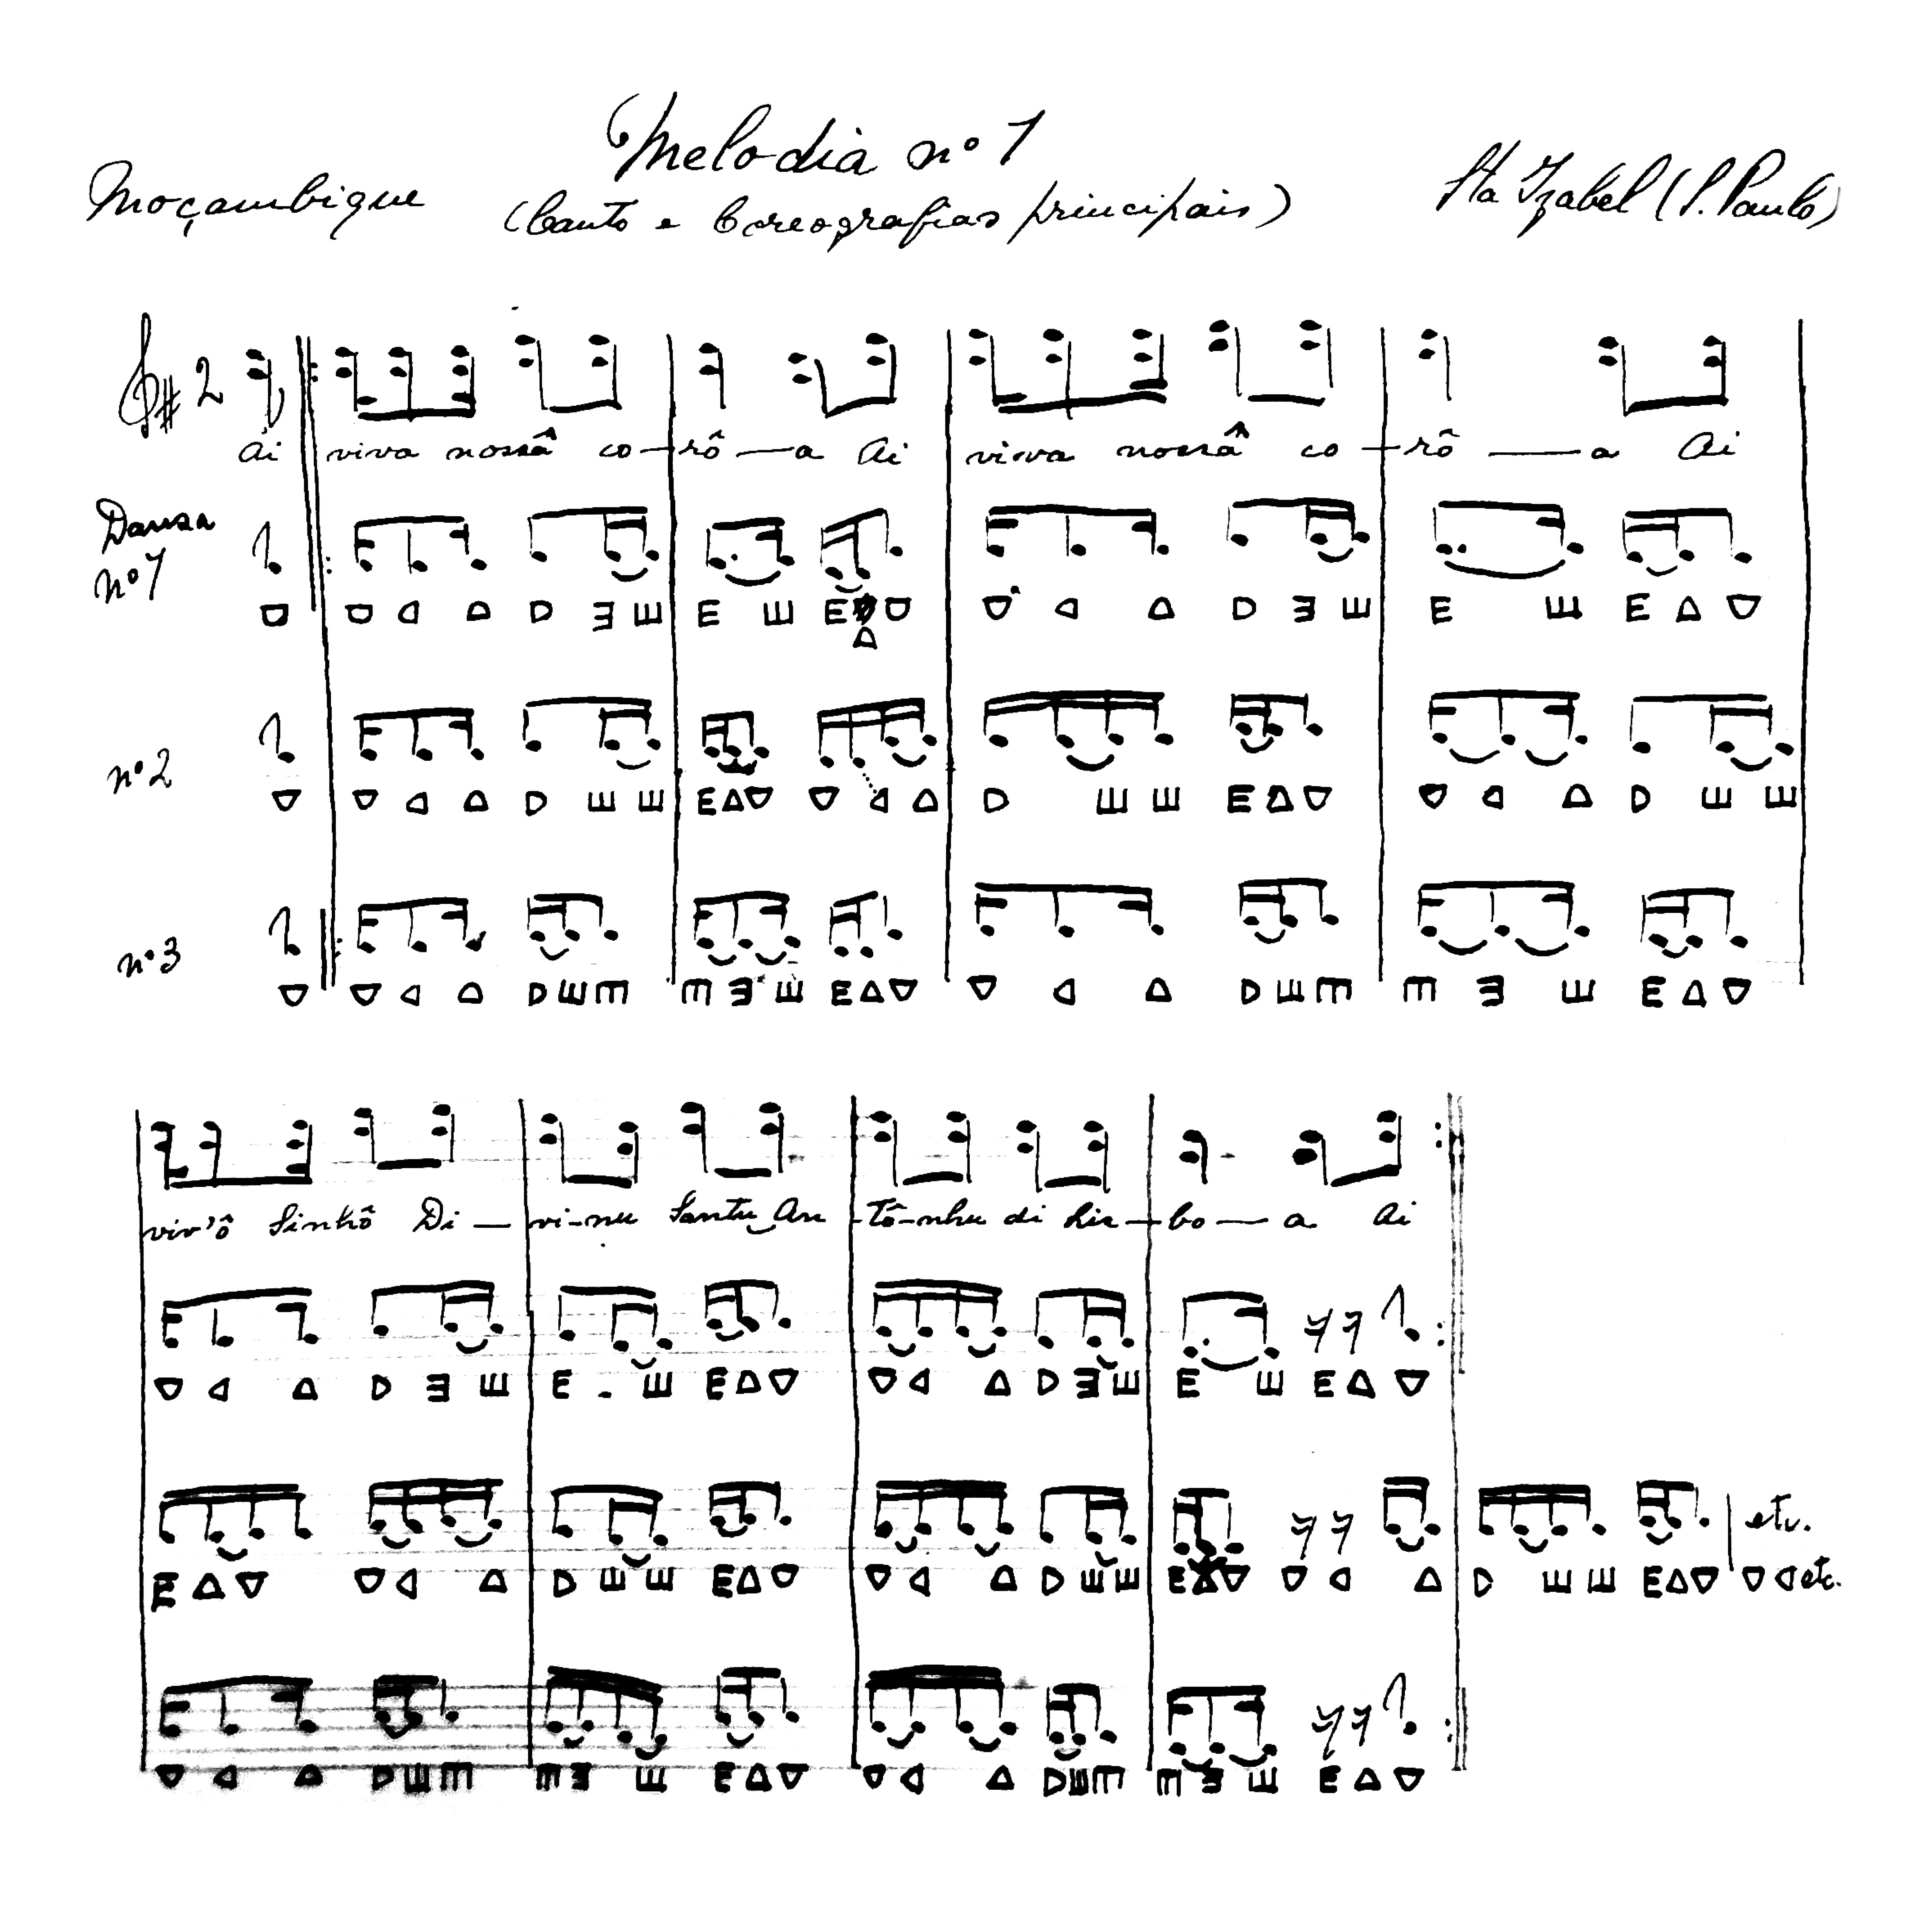 Melodia nº 1
Moçambique (Canto e Coreografias principais) Sta Izabel (S. Paulo)
2
Ai viva nossâ co-rô-a Ai viva nossâ co-rô-a Ai
Dansa nº 1
nº 2
nº 3
viv'ô Sinhô Di-vi-nu Santu An-tô-nhu di Lis-bo-a Ai
etc.
etc.